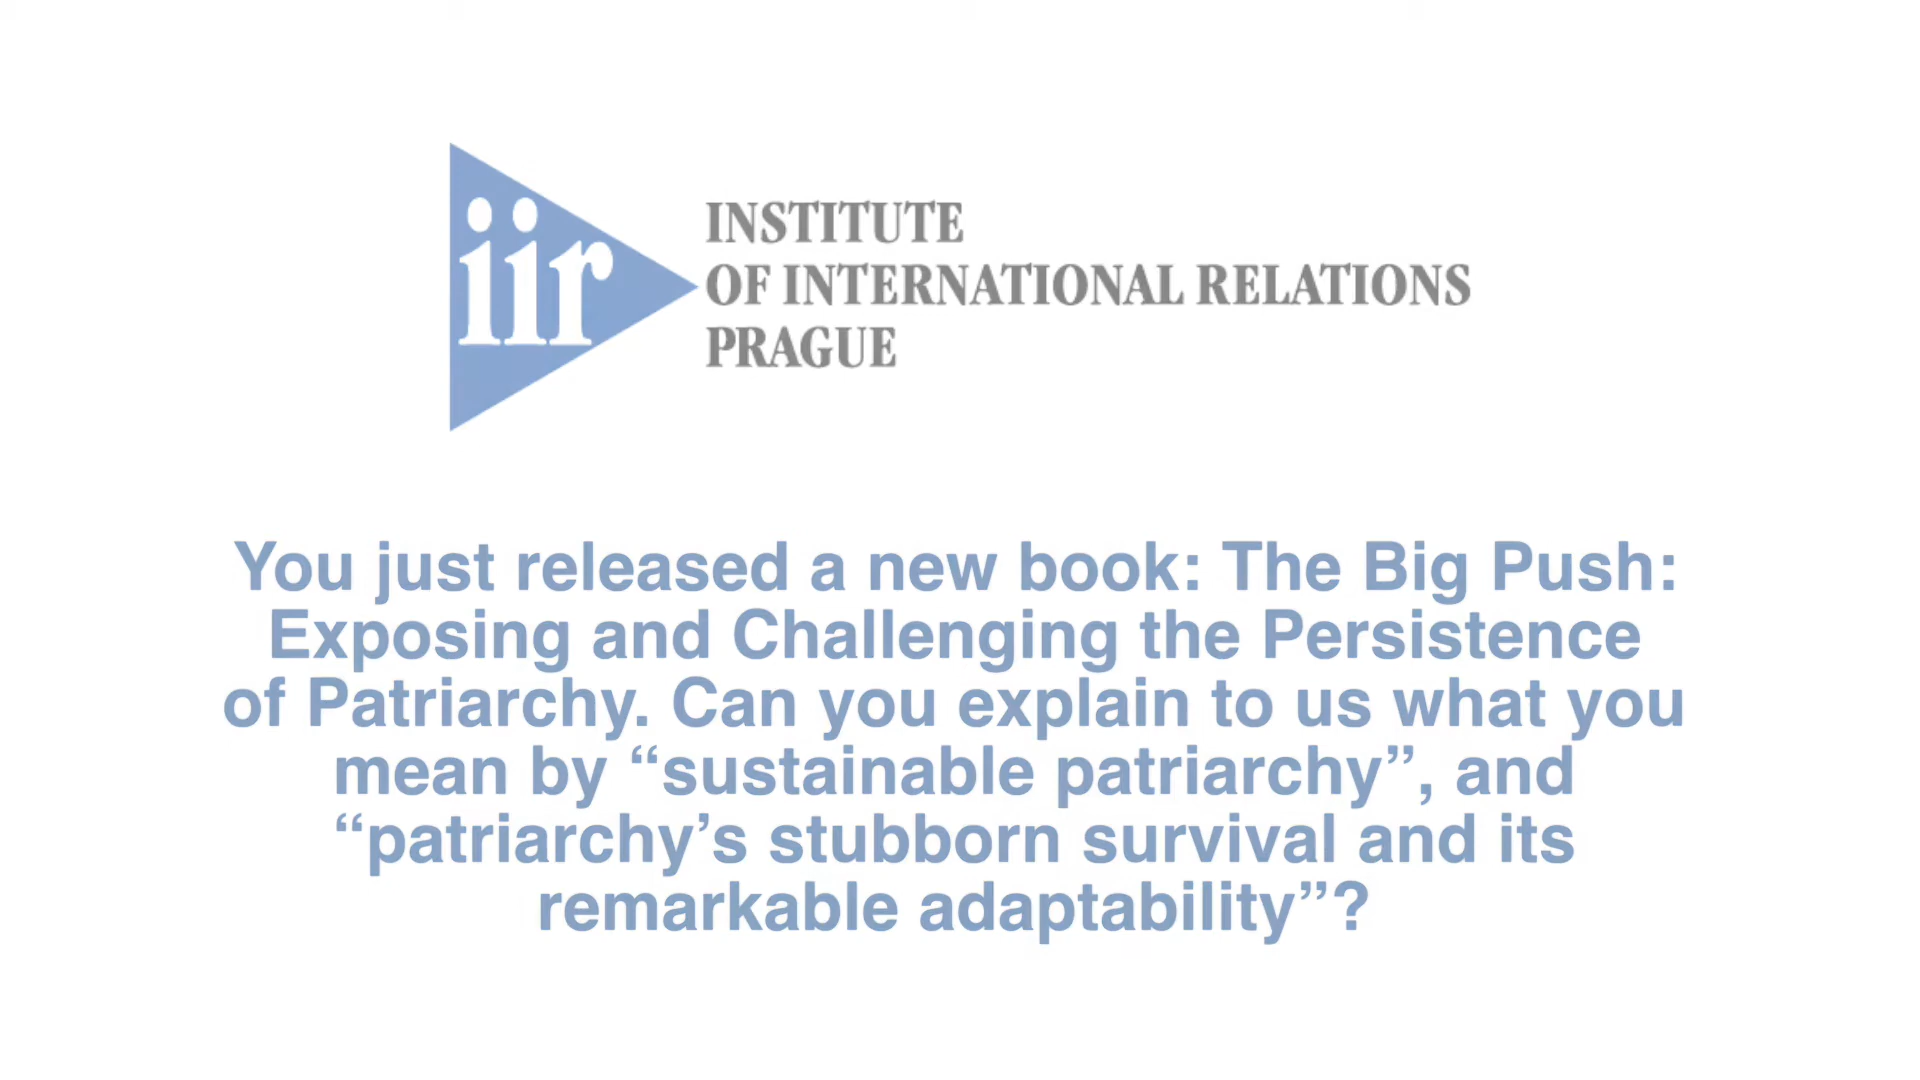 iir
INSTITUTE
OF INTERNATIONAL RELATIONS
PRAGUE
You just released a new book: The Big Push:
Exposing and Challenging the Persistence
of Patriarchy. Can you explain to us what you
mean by “sustainable patriarchy”, and
“patriarchy’s stubborn survival and its
remarkable adaptability”?